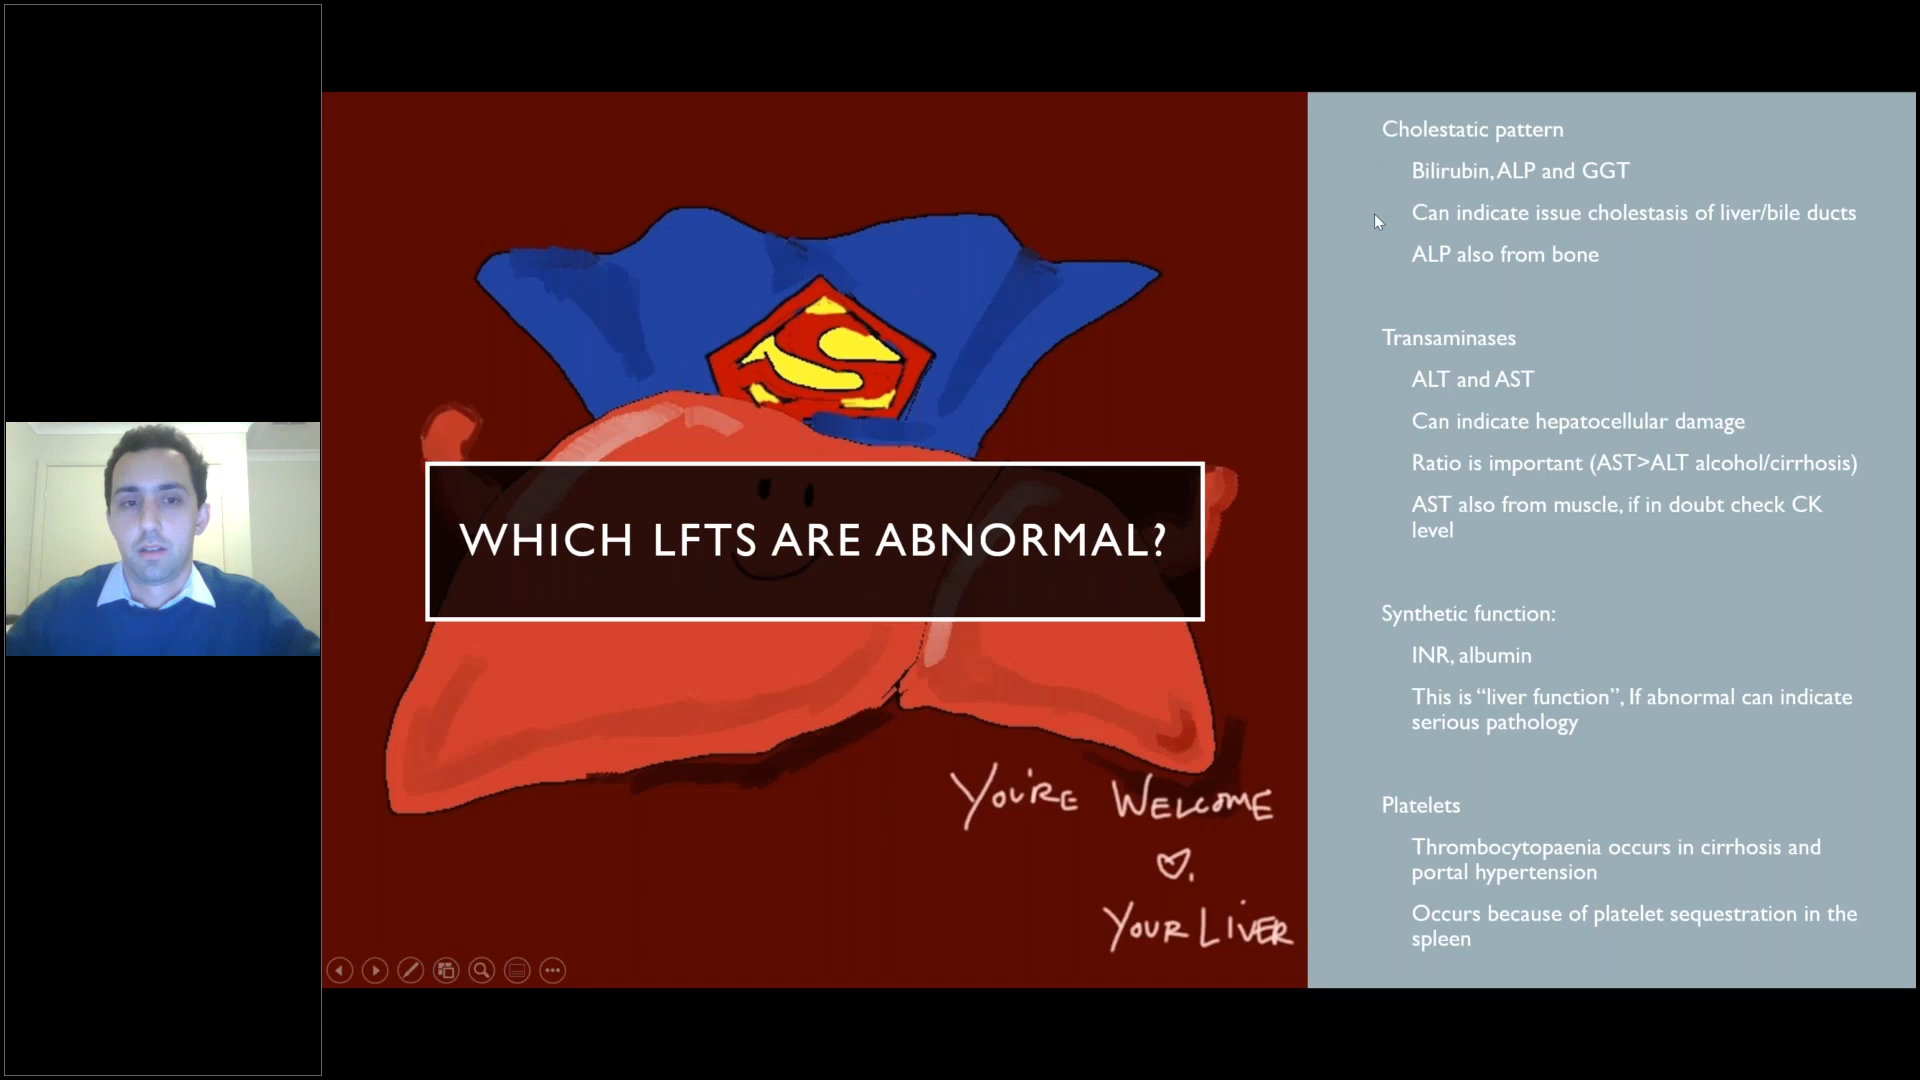 WHICH LFTS ARE ABNORMAL?
YOU'RE WELCOME
YOUR LIVER
Cholestatic pattern
Bilirubin, ALP and GGT
Can indicate issue cholestasis of liver/bile ducts
ALP also from bone
Transaminases
ALT and AST
Can indicate hepatocellular damage
Ratio is important (AST>ALT alcohol/cirrhosis)
AST also from muscle, if in doubt check CK
level
Synthetic function:
INR, albumin
This is “liver function”, If abnormal can indicate
serious pathology
Platelets
Thrombocytopaenia occurs in cirrhosis and
portal hypertension
Occurs because of platelet sequestration in the
spleen